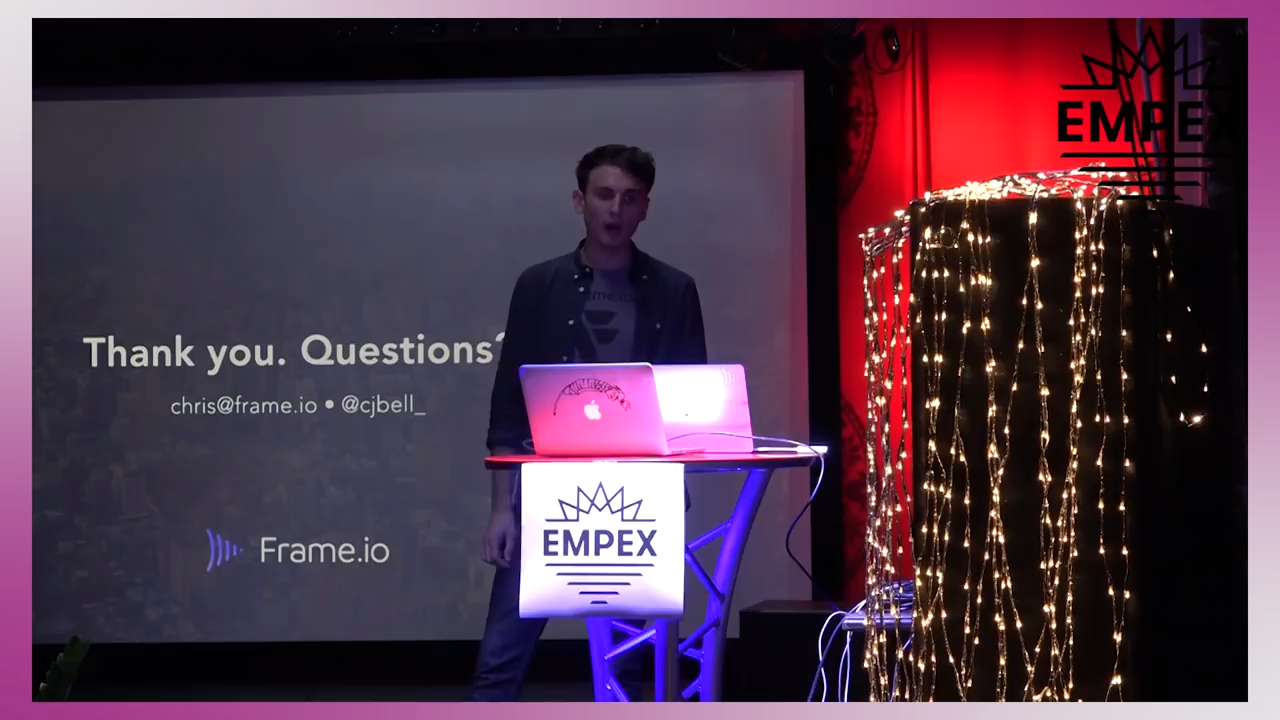 EMPEX
Thank you. Questions?
chris@frame.io • @cjbell_
Frame.io
EMPEX